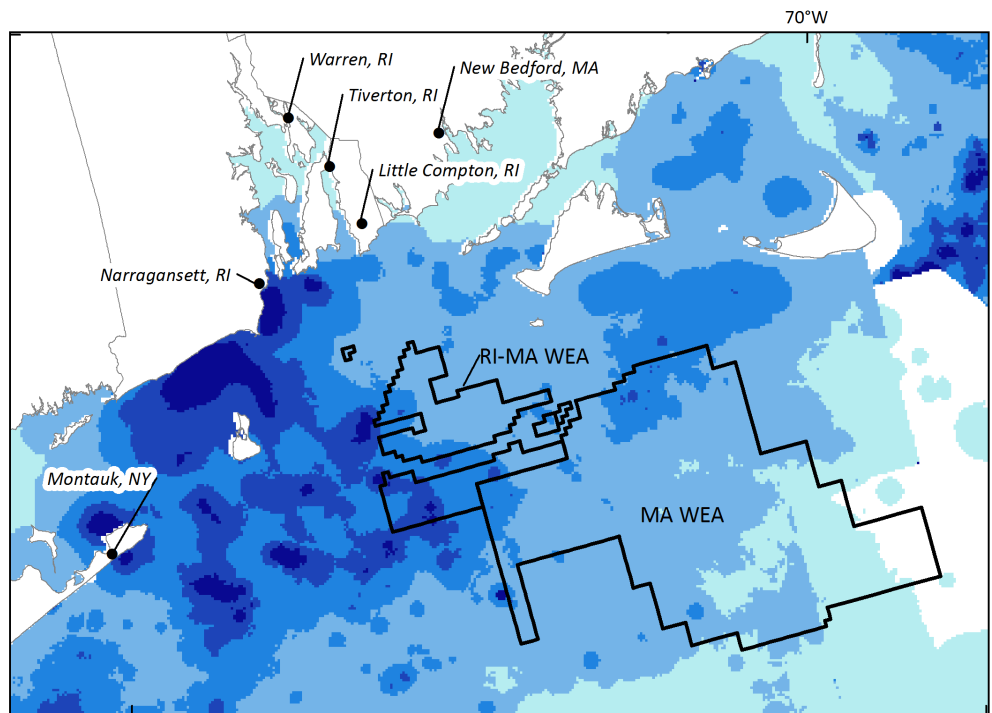 70°W
Warren, RI
New Bedford, MA
Tiverton, RI
Little Compton, RI
Narragansett, RI
RI-MA WEA
Montauk, NY
MA WEA